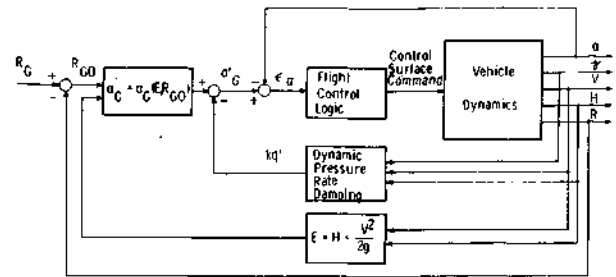 R_G
+
−
R_GO
α_C = α_C(E,R_GO)
+
−
α'_G
−
+
ϵ_α
Flight
Control
Logic
Control
Surface
Command
Vehicle
Dynamics
α
γ
V
H
R
kq'
Dynamic
Pressure
Rate
Damping
E = H + V²/2g